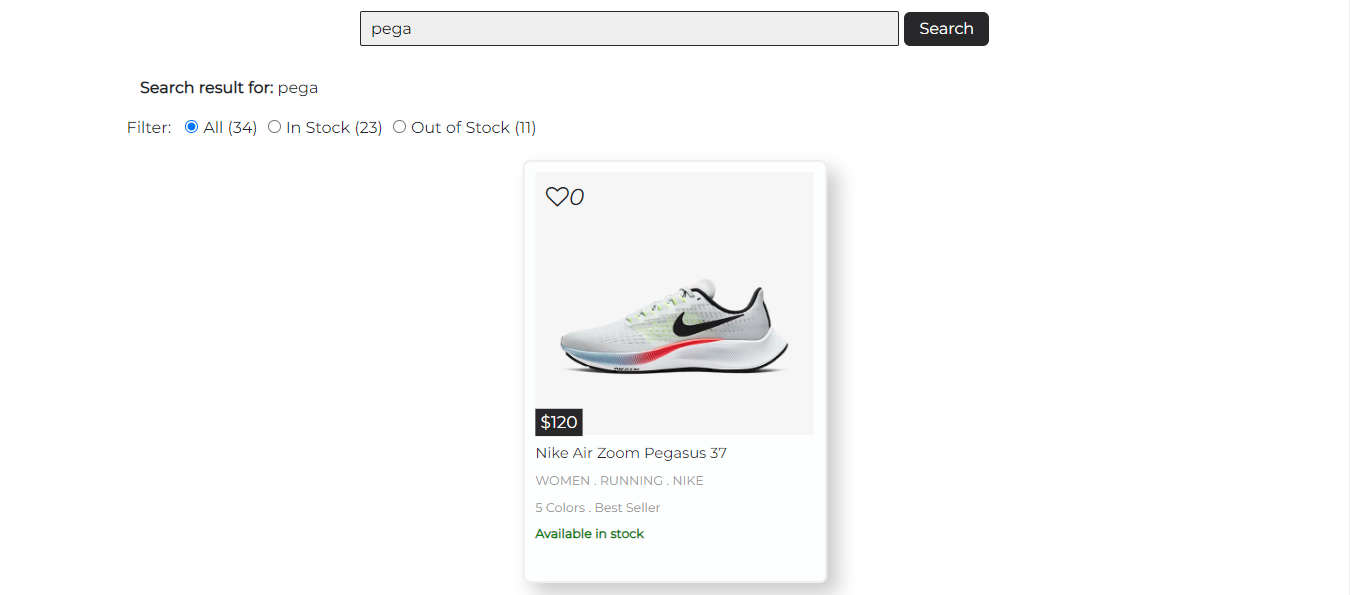 pega
Search
Search result for: pega
Filter: All (34) In Stock (23) Out of Stock (11)
0
$120
Nike Air Zoom Pegasus 37
WOMEN . RUNNING . NIKE
5 Colors . Best Seller
Available in stock